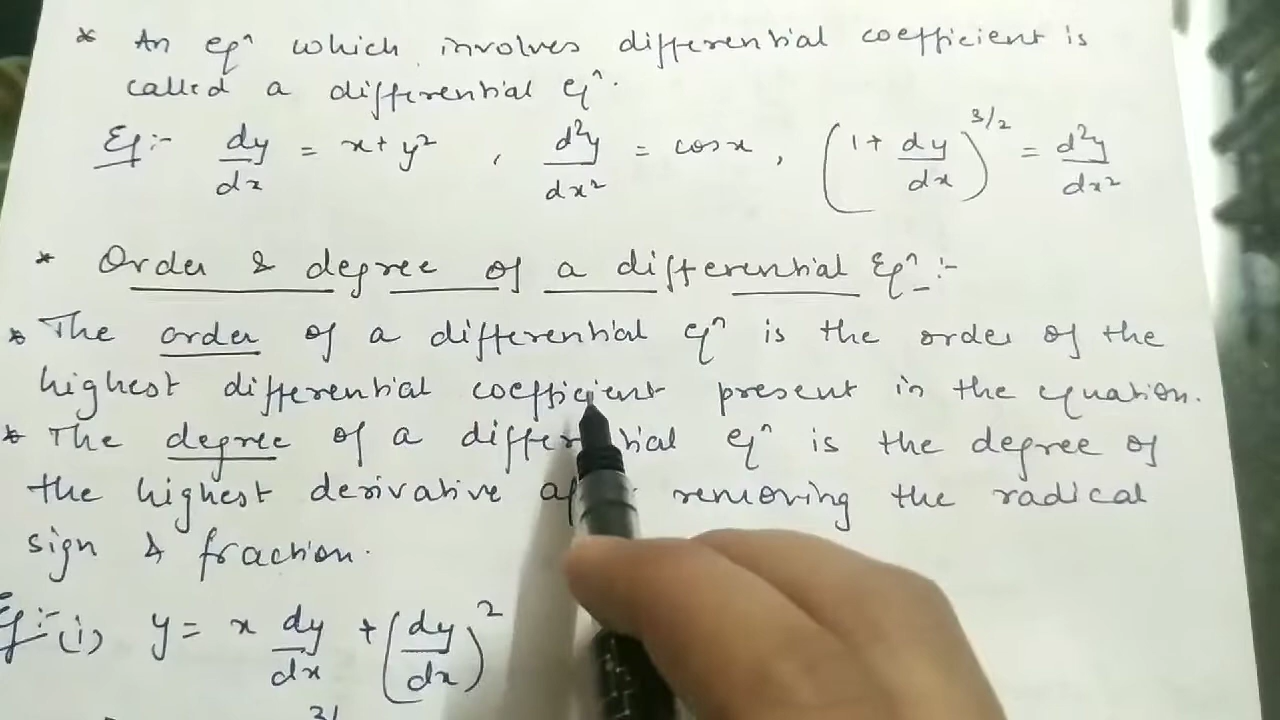 * An eqⁿ which involves differential coefficient is
called a differential eqⁿ.
Eg:- dy/dx = x + y² , d²y/dx² = cosx , (1 + dy/dx)^3/2 = d²y/dx²
* Order & degree of a differential Eqⁿ :-
* The order of a differential eqⁿ is the order of the
highest differential coefficient present in the equation.
* The degree of a differential eqⁿ is the degree of
the highest derivative removing the radical
sign & fraction.
Eg:- (i) y = x dy/dx + (dy/dx)²